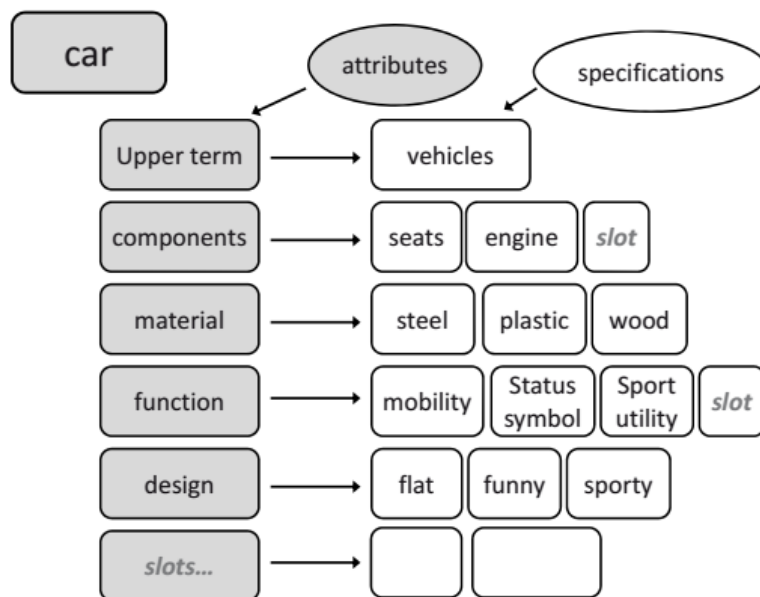 car
attributes
specifications
Upper term
vehicles
components
seats
engine
slot
material
steel
plastic
wood
function
mobility
Status
symbol
Sport
utility
slot
design
flat
funny
sporty
slots...